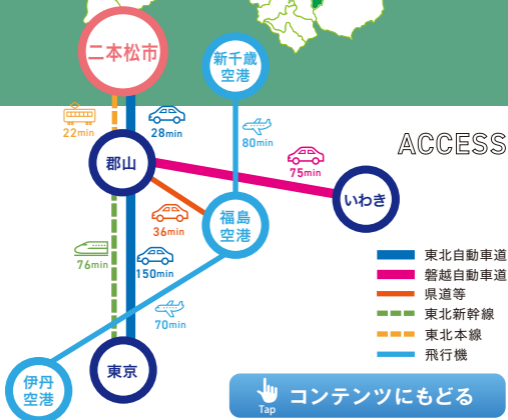 二本松市
新千歳
空港
22min
28min
80min
ACCESS
郡山
75min
いわき
36min
福島
空港
76min
150min
70min
東北自動車道
磐越自動車道
県道等
東北新幹線
東北本線
飛行機
伊丹
空港
東京
Tap
コンテンツにもどる